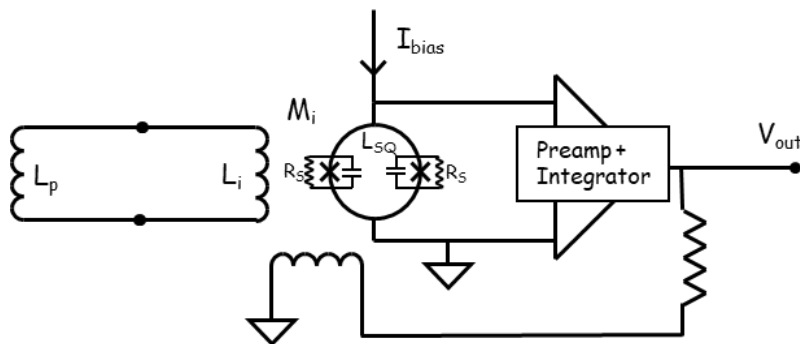 I_bias
M_i
L_SQ
R_S
R_S
L_p
L_i
Preamp +
Integrator
V_out